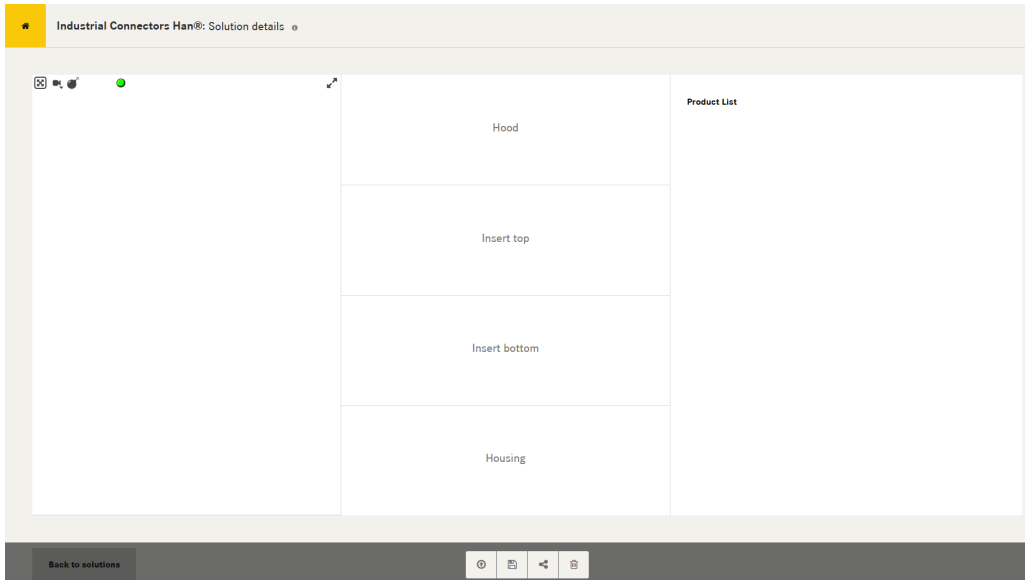 Industrial Connectors Han®: Solution details
Hood
Insert top
Insert bottom
Housing
Product List
Back to solutions